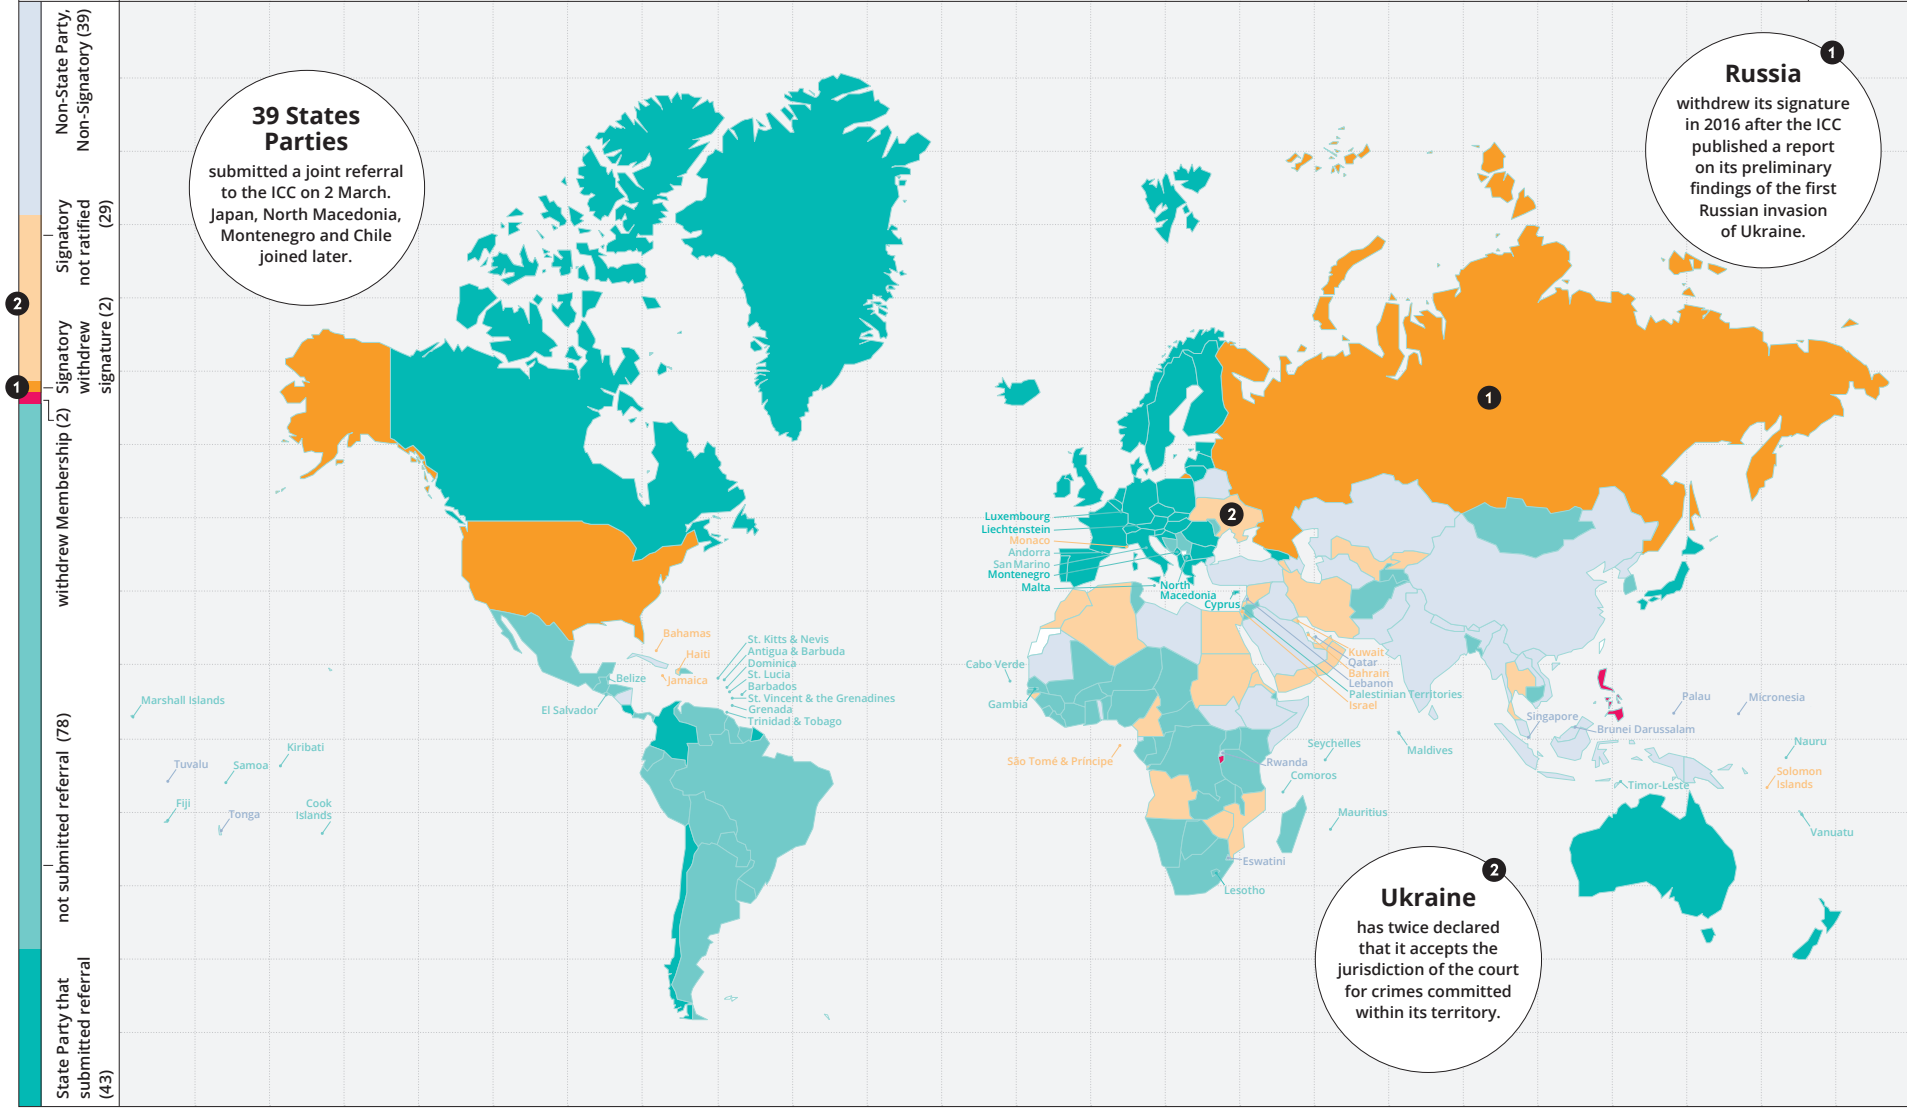 Non-State Party,
Non-Signatory (39)
Signatory
not ratified
(29)
Signatory
withdrew
signature (2)
withdrew Membership (2)
not submitted referral (78)
State Party that
submitted referral
(43)
2
1
39 States
Parties
submitted a joint referral
to the ICC on 2 March.
Japan, North Macedonia,
Montenegro and Chile
joined later.
1
Russia
withdrew its signature
in 2016 after the ICC
published a report
on its preliminary
findings of the first
Russian invasion
of Ukraine.
1
2
Luxembourg
Liechtenstein
Monaco
Andorra
San Marino
Montenegro
Malta
North
Macedonia
Cyprus
Bahamas
Haiti
Jamaica
Belize
El Salvador
St. Kitts & Nevis
Antigua & Barbuda
Dominica
St. Lucia
Barbados
St. Vincent & the Grenadines
Grenada
Trinidad & Tobago
Cabo Verde
Gambia
São Tomé & Príncipe
Kuwait
Qatar
Bahrain
Lebanon
Palestinian Territories
Israel
Marshall Islands
Kiribati
Tuvalu
Samoa
Fiji
Tonga
Cook
Islands
Seychelles
Rwanda
Comoros
Maldives
Mauritius
Eswatini
Lesotho
Singapore
Brunei Darussalam
Palau
Micronesia
Nauru
Solomon
Islands
Timor-Leste
Vanuatu
2
Ukraine
has twice declared
that it accepts the
jurisdiction of the court
for crimes committed
within its territory.